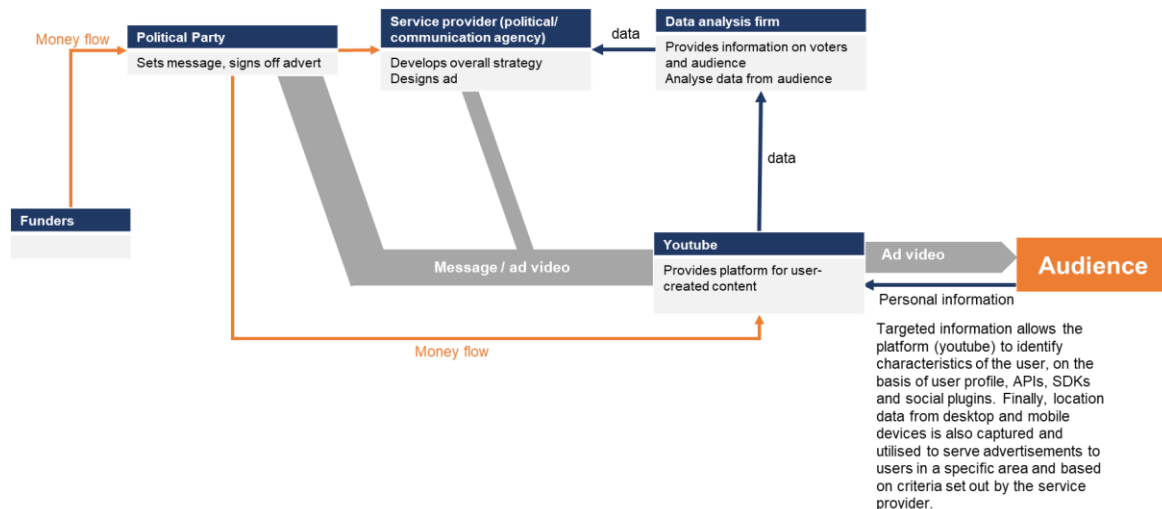 Money flow
Political Party
Sets message, signs off advert
Service provider (political/
communication agency)
Develops overall strategy
Designs ad
data
Data analysis firm
Provides information on voters
and audience
Analyse data from audience
data
Funders
Message / ad video
Youtube
Provides platform for user-
created content
Ad video
Audience
Personal information
Money flow
Targeted information allows the
platform (youtube) to identify
characteristics of the user, on the
basis of user profile, APIs, SDKs
and social plugins. Finally, location
data from desktop and mobile
devices is also captured and
utilised to serve advertisements to
users in a specific area and based
on criteria set out by the service
provider.